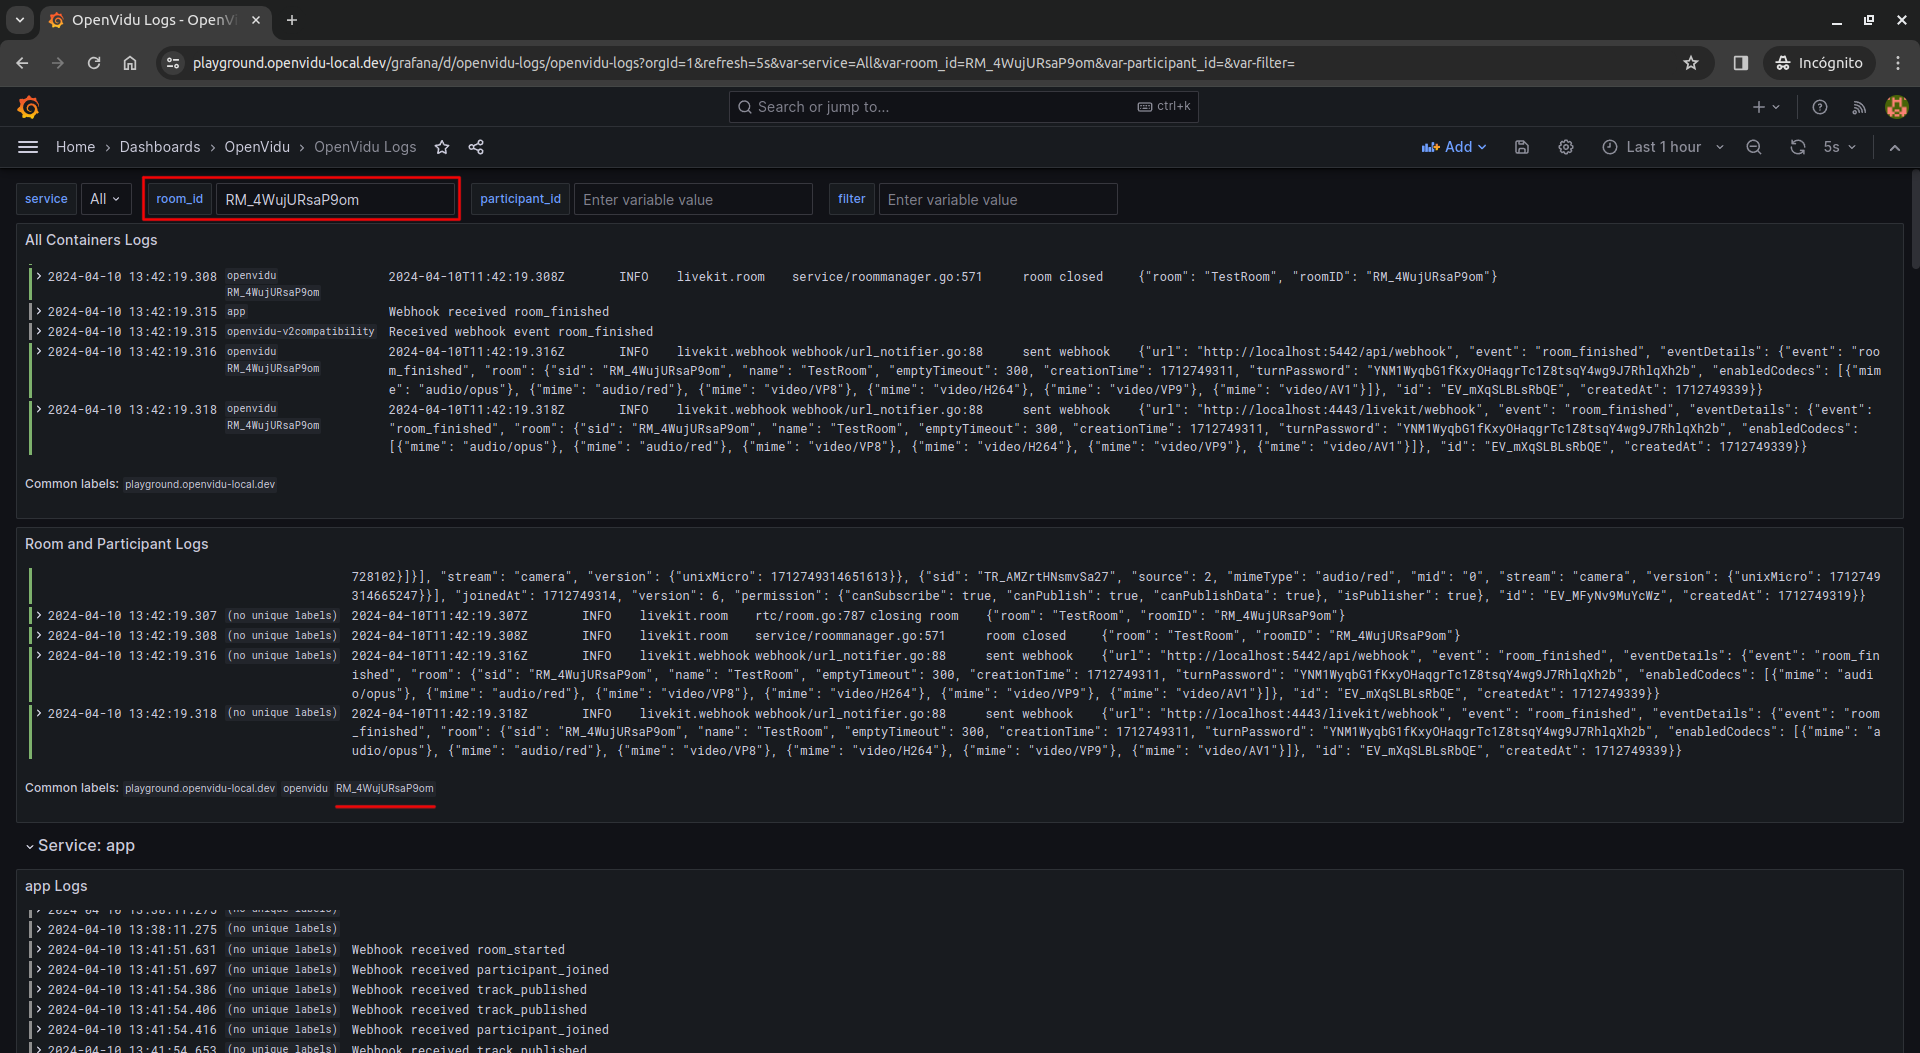 OpenVidu Logs - OpenVi
playground.openvidu-local.dev/grafana/d/openvidu-logs/openvidu-logs?orgId=1&refresh=5s&var-service=All&var-room_id=RM_4WujURsaP9om&var-participant_id=&var-filter=
Incógnito
Search or jump to...
ctrl+k
Home › Dashboards › OpenVidu › OpenVidu Logs
Add
Last 1 hour
5s
service All room_id RM_4WujURsaP9om participant_id Enter variable value filter Enter variable value
All Containers Logs
2024-04-10 13:42:19.308 openvidu 2024-04-10T11:42:19.308Z INFO livekit.room service/roommanager.go:571 room closed {"room": "TestRoom", "roomID": "RM_4WujURsaP9om"}
RM_4WujURsaP9om
2024-04-10 13:42:19.315 app Webhook received room_finished
2024-04-10 13:42:19.315 openvidu-v2compatibility Received webhook event room_finished
2024-04-10 13:42:19.316 openvidu 2024-04-10T11:42:19.316Z INFO livekit.webhook webhook/url_notifier.go:88 sent webhook {"url": "http://localhost:5442/api/webhook", "event": "room_finished", "eventDetails": {"event": "roo
RM_4WujURsaP9om m_finished", "room": {"sid": "RM_4WujURsaP9om", "name": "TestRoom", "emptyTimeout": 300, "creationTime": 1712749311, "turnPassword": "YNM1WyqbG1fKxyOHaqgrTc1Z8tsqY4wg9J7RhlqXh2b", "enabledCodecs": [{"mim
e": "audio/opus"}, {"mime": "audio/red"}, {"mime": "video/VP8"}, {"mime": "video/H264"}, {"mime": "video/VP9"}, {"mime": "video/AV1"}]}, "id": "EV_mXqSLBLsRbQE", "createdAt": 1712749339}}
2024-04-10 13:42:19.318 openvidu 2024-04-10T11:42:19.318Z INFO livekit.webhook webhook/url_notifier.go:88 sent webhook {"url": "http://localhost:4443/livekit/webhook", "event": "room_finished", "eventDetails": {"event":
RM_4WujURsaP9om "room_finished", "room": {"sid": "RM_4WujURsaP9om", "name": "TestRoom", "emptyTimeout": 300, "creationTime": 1712749311, "turnPassword": "YNM1WyqbG1fKxyOHaqgrTc1Z8tsqY4wg9J7RhlqXh2b", "enabledCodecs":
[{"mime": "audio/opus"}, {"mime": "audio/red"}, {"mime": "video/VP8"}, {"mime": "video/H264"}, {"mime": "video/VP9"}, {"mime": "video/AV1"}]}, "id": "EV_mXqSLBLsRbQE", "createdAt": 1712749339}}
Common labels: playground.openvidu-local.dev
Room and Participant Logs
728102}]}], "stream": "camera", "version": {"unixMicro": 1712749314651613}}, {"sid": "TR_AMZrtHNsmvSa27", "source": 2, "mimeType": "audio/red", "mid": "0", "stream": "camera", "version": {"unixMicro": 1712749
314665247}}], "joinedAt": 1712749314, "version": 6, "permission": {"canSubscribe": true, "canPublish": true, "canPublishData": true}, "isPublisher": true}, "id": "EV_MFyNv9MuYcWz", "createdAt": 1712749319}}
2024-04-10 13:42:19.307 (no unique labels) 2024-04-10T11:42:19.307Z INFO livekit.room rtc/room.go:787 closing room {"room": "TestRoom", "roomID": "RM_4WujURsaP9om"}
2024-04-10 13:42:19.308 (no unique labels) 2024-04-10T11:42:19.308Z INFO livekit.room service/roommanager.go:571 room closed {"room": "TestRoom", "roomID": "RM_4WujURsaP9om"}
2024-04-10 13:42:19.316 (no unique labels) 2024-04-10T11:42:19.316Z INFO livekit.webhook webhook/url_notifier.go:88 sent webhook {"url": "http://localhost:5442/api/webhook", "event": "room_finished", "eventDetails": {"event": "room_fin
ished", "room": {"sid": "RM_4WujURsaP9om", "name": "TestRoom", "emptyTimeout": 300, "creationTime": 1712749311, "turnPassword": "YNM1WyqbG1fKxyOHaqgrTc1Z8tsqY4wg9J7RhlqXh2b", "enabledCodecs": [{"mime": "audi
o/opus"}, {"mime": "audio/red"}, {"mime": "video/VP8"}, {"mime": "video/H264"}, {"mime": "video/VP9"}, {"mime": "video/AV1"}]}, "id": "EV_mXqSLBLsRbQE", "createdAt": 1712749339}}
2024-04-10 13:42:19.318 (no unique labels) 2024-04-10T11:42:19.318Z INFO livekit.webhook webhook/url_notifier.go:88 sent webhook {"url": "http://localhost:4443/livekit/webhook", "event": "room_finished", "eventDetails": {"event": "room
_finished", "room": {"sid": "RM_4WujURsaP9om", "name": "TestRoom", "emptyTimeout": 300, "creationTime": 1712749311, "turnPassword": "YNM1WyqbG1fKxyOHaqgrTc1Z8tsqY4wg9J7RhlqXh2b", "enabledCodecs": [{"mime": "a
udio/opus"}, {"mime": "audio/red"}, {"mime": "video/VP8"}, {"mime": "video/H264"}, {"mime": "video/VP9"}, {"mime": "video/AV1"}]}, "id": "EV_mXqSLBLsRbQE", "createdAt": 1712749339}}
Common labels: playground.openvidu-local.dev openvidu RM_4WujURsaP9om
Service: app
app Logs
2024-04-10 13:38:11.275 (no unique labels)
2024-04-10 13:38:11.275 (no unique labels)
2024-04-10 13:41:51.631 (no unique labels) Webhook received room_started
2024-04-10 13:41:51.697 (no unique labels) Webhook received participant_joined
2024-04-10 13:41:54.386 (no unique labels) Webhook received track_published
2024-04-10 13:41:54.406 (no unique labels) Webhook received track_published
2024-04-10 13:41:54.416 (no unique labels) Webhook received participant_joined
2024-04-10 13:41:54.653 (no unique labels) Webhook received track_published